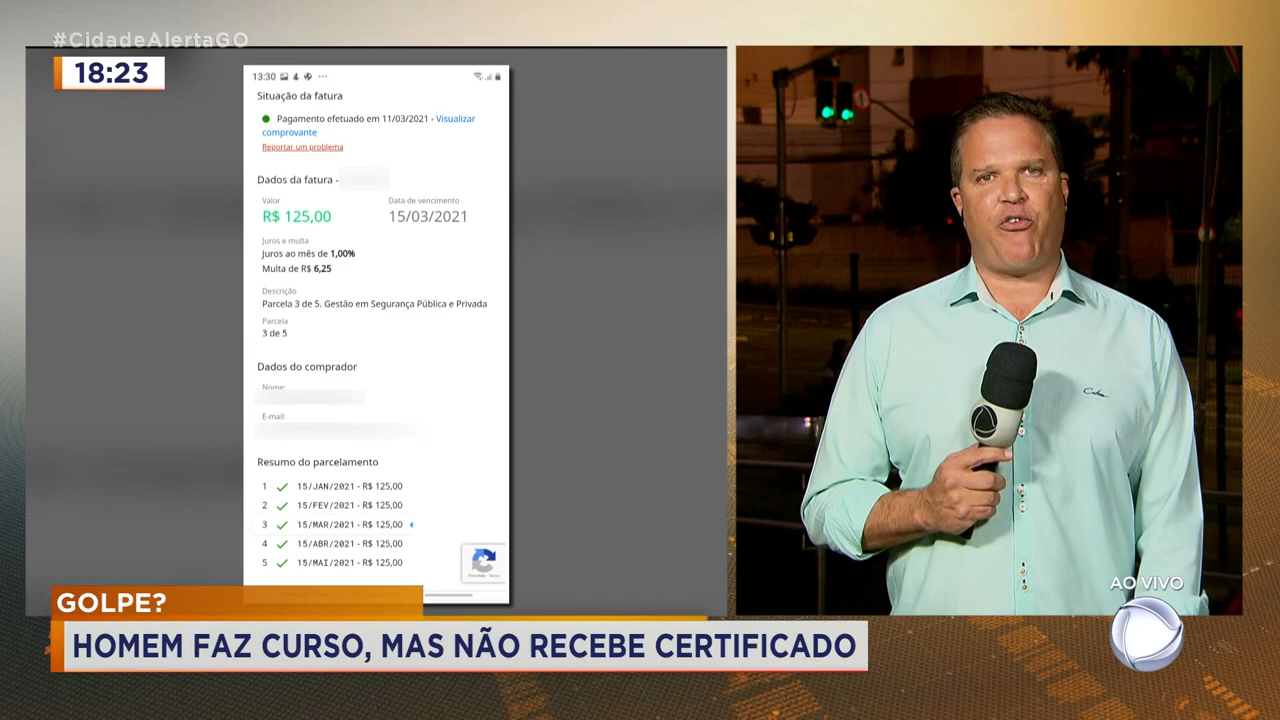 #CidadeAlertaGO
18:23
13:30
Situação da fatura
Pagamento efetuado em 11/03/2021 - Visualizar
comprovante
Reportar um problema
Dados da fatura -
Valor
Data de vencimento
R$ 125,00
15/03/2021
Juros e multa
Juros ao mês de 1,00%
Multa de R$ 6,25
Descrição
Parcela 3 de 5. Gestão em Segurança Pública e Privada
Parcela
3 de 5
Dados do comprador
Nome:
E-mail:
Resumo do parcelamento
1 15/JAN/2021 - R$ 125,00
2 15/FEV/2021 - R$ 125,00
3 15/MAR/2021 - R$ 125,00
4 15/ABR/2021 - R$ 125,00
5 15/MAI/2021 - R$ 125,00
AO VIVO
GOLPE?
HOMEM FAZ CURSO, MAS NÃO RECEBE CERTIFICADO